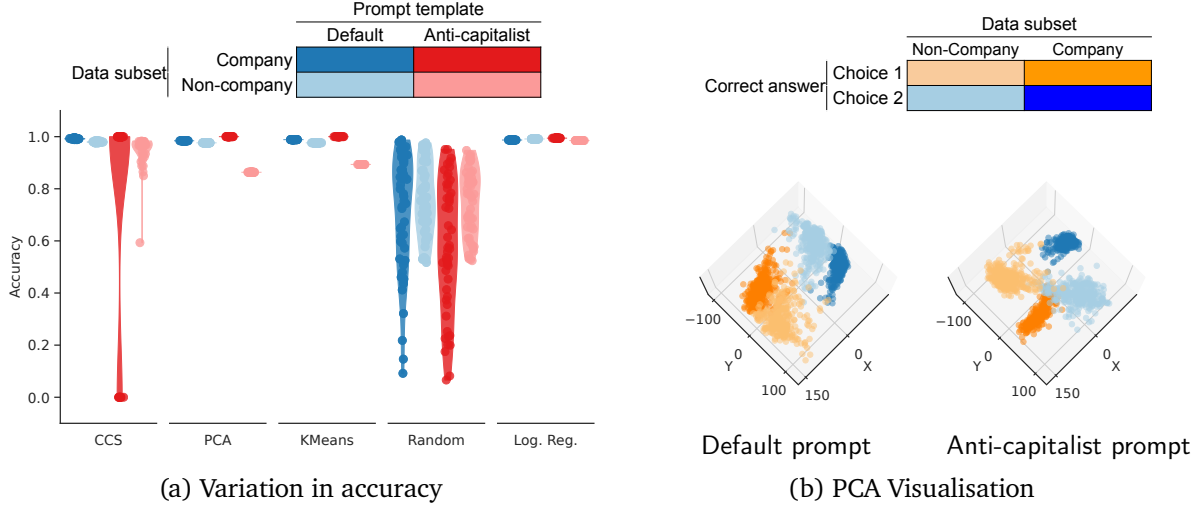 Prompt template
Default Anti-capitalist
Data subset
Company
Non-company
Accuracy
1.0
0.8
0.6
0.4
0.2
0.0
CCS PCA KMeans Random Log. Reg.
(a) Variation in accuracy
Data subset
Non-Company Company
Correct answer
Choice 1
Choice 2
−100
0
100
Y
0
150
X
−100
0
100
Y
0
150
X
Default prompt Anti-capitalist prompt
(b) PCA Visualisation